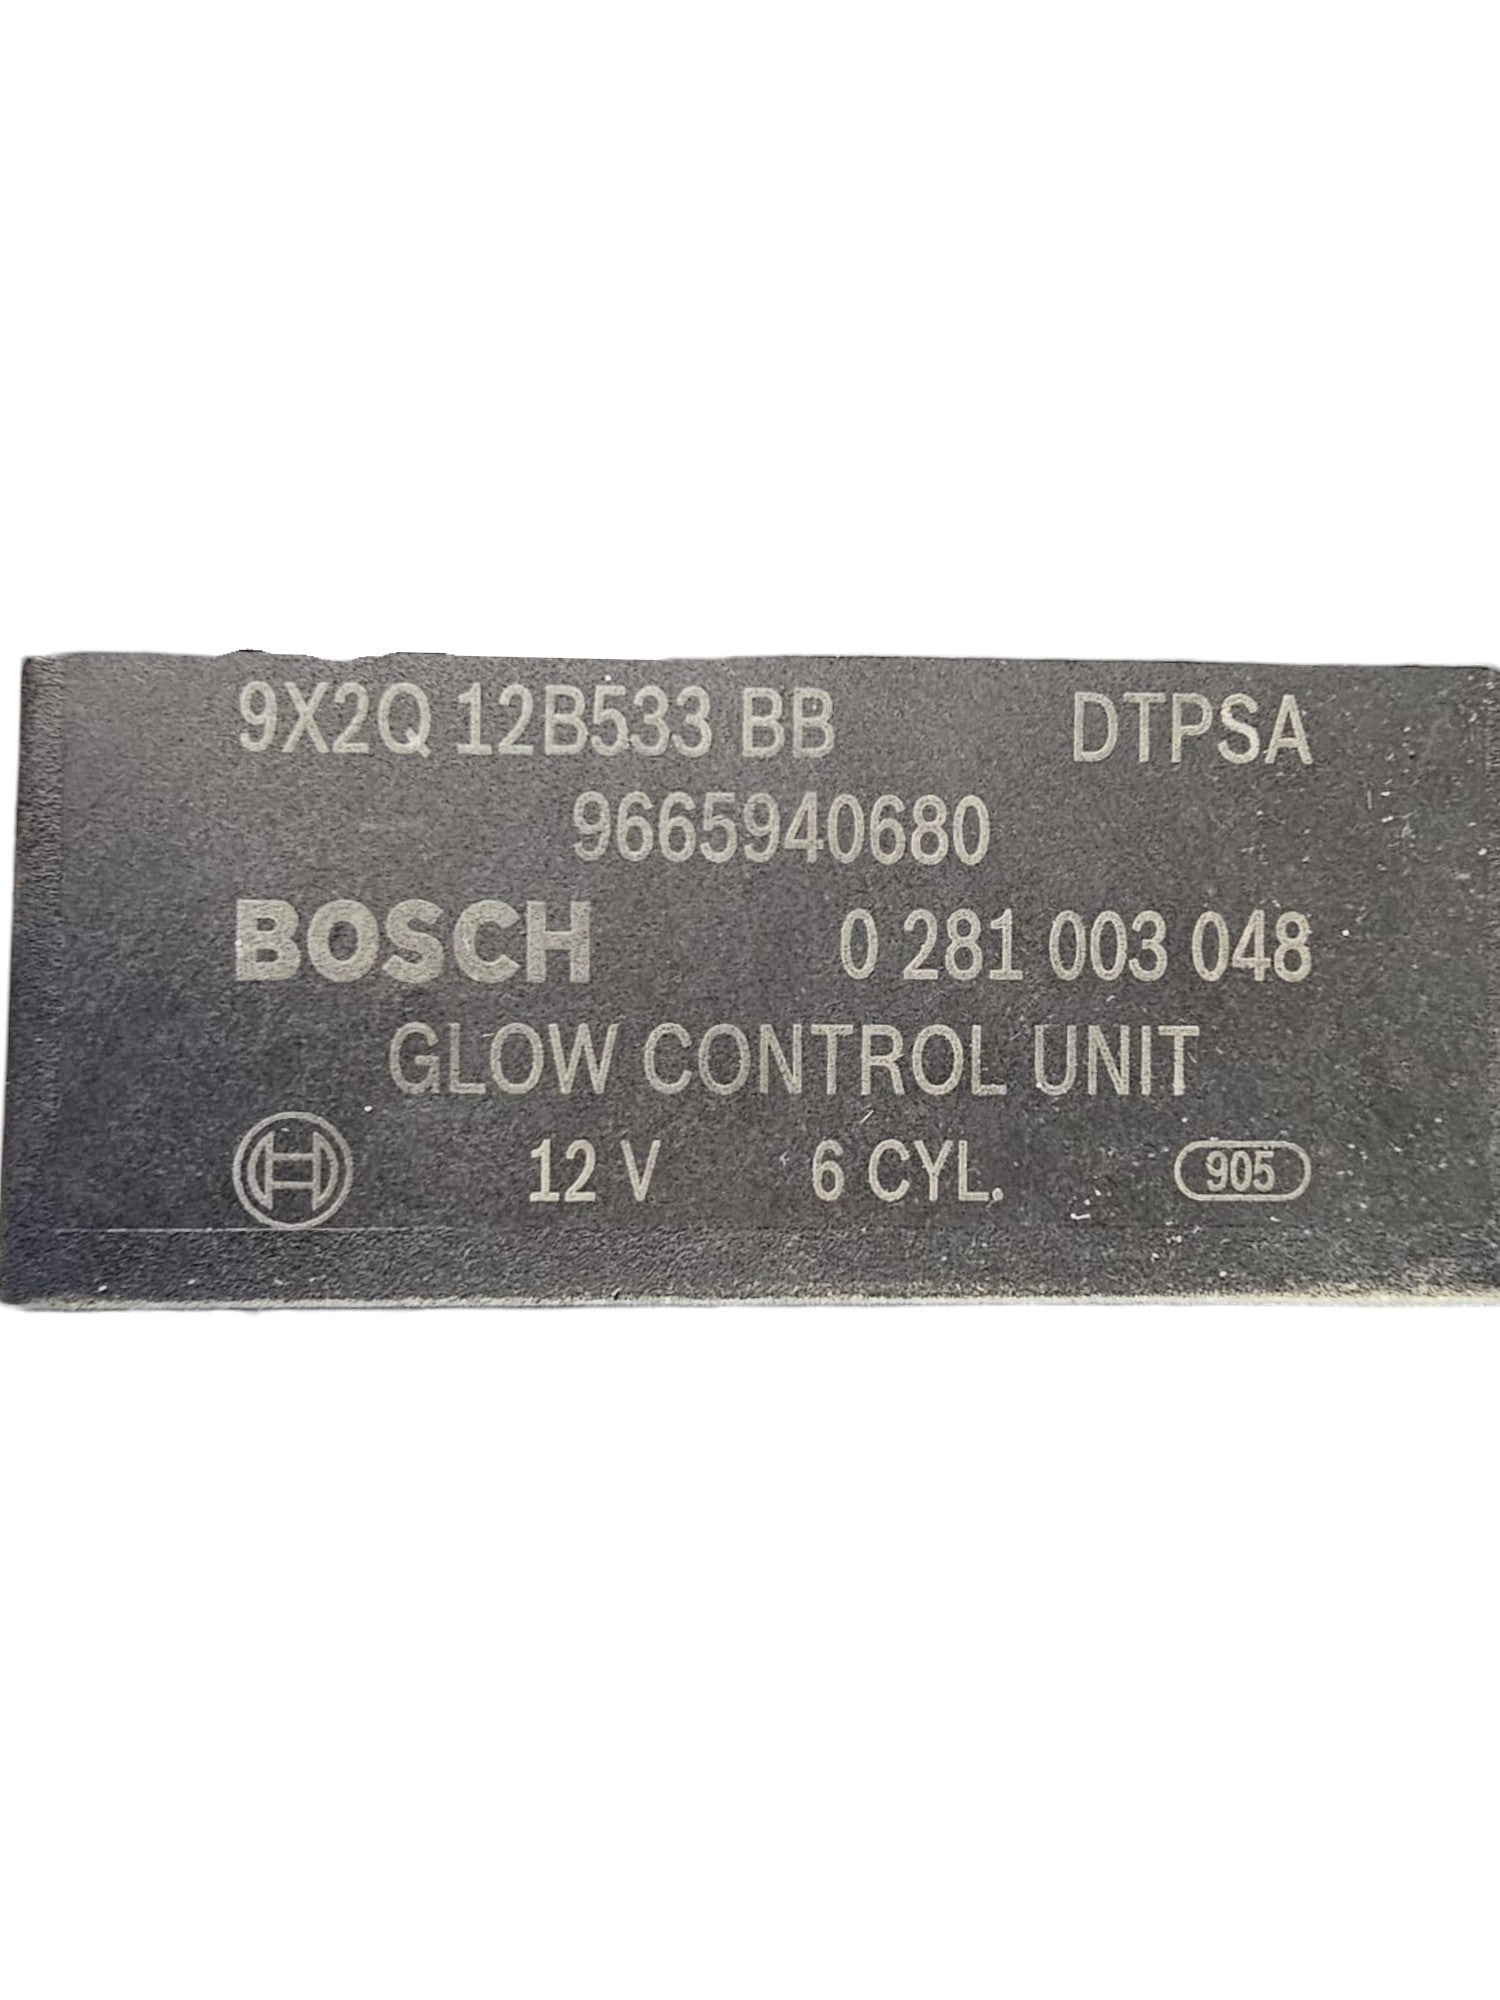 9X2Q 12B533 BB DTPSA
9665940680
BOSCH 0 281 003 048
GLOW CONTROL UNIT
12 V 6 CYL. 905